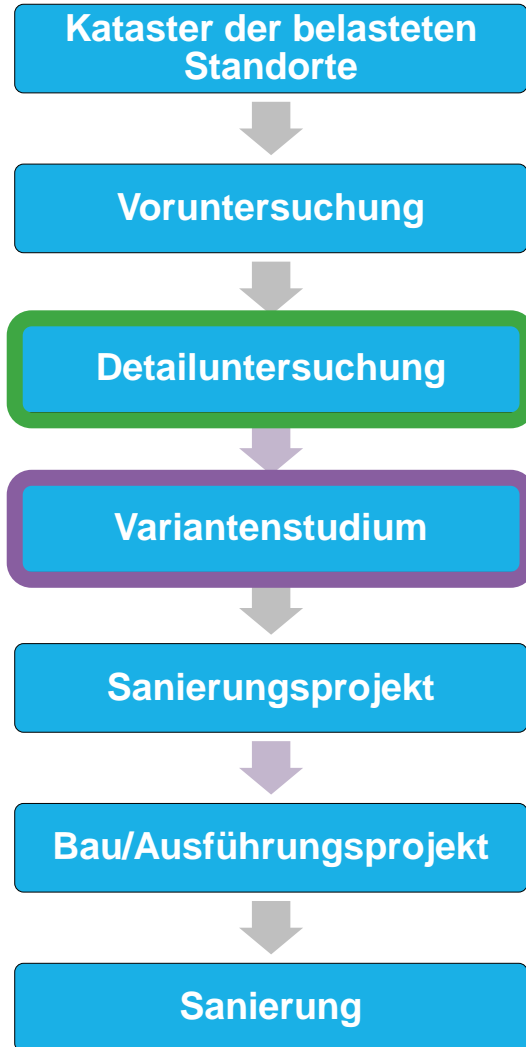 Kataster der belasteten
Standorte
Voruntersuchung
Detailuntersuchung
Variantenstudium
Sanierungsprojekt
Bau/Ausführungsprojekt
Sanierung